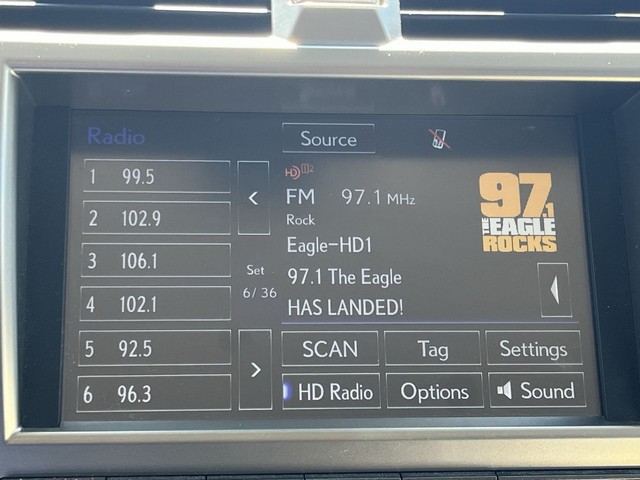 Radio
Source
1 99.5
2 102.9
3 106.1
4 102.1
5 92.5
6 96.3
<
Set
6/36
>
HD 1 2
FM 97.1 MHz
Rock
Eagle-HD1
97.1 The Eagle
HAS LANDED!
97.1
THE EAGLE
ROCKS
SCAN Tag Settings
HD Radio Options Sound